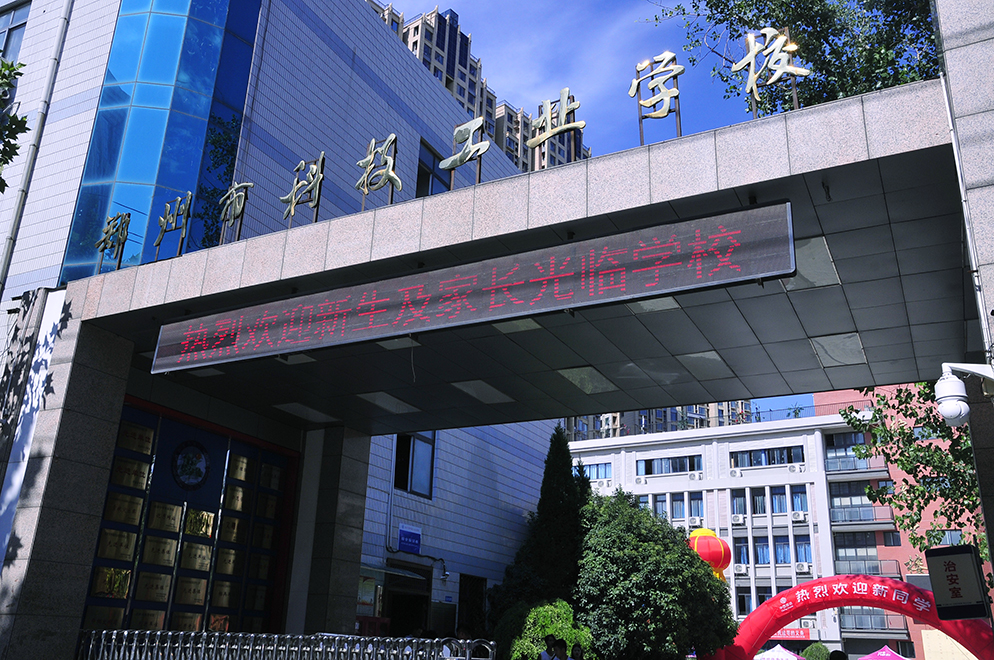 郑州市科技工业学校
热烈欢迎新生及家长光临学校
热烈欢迎新同学
治安室